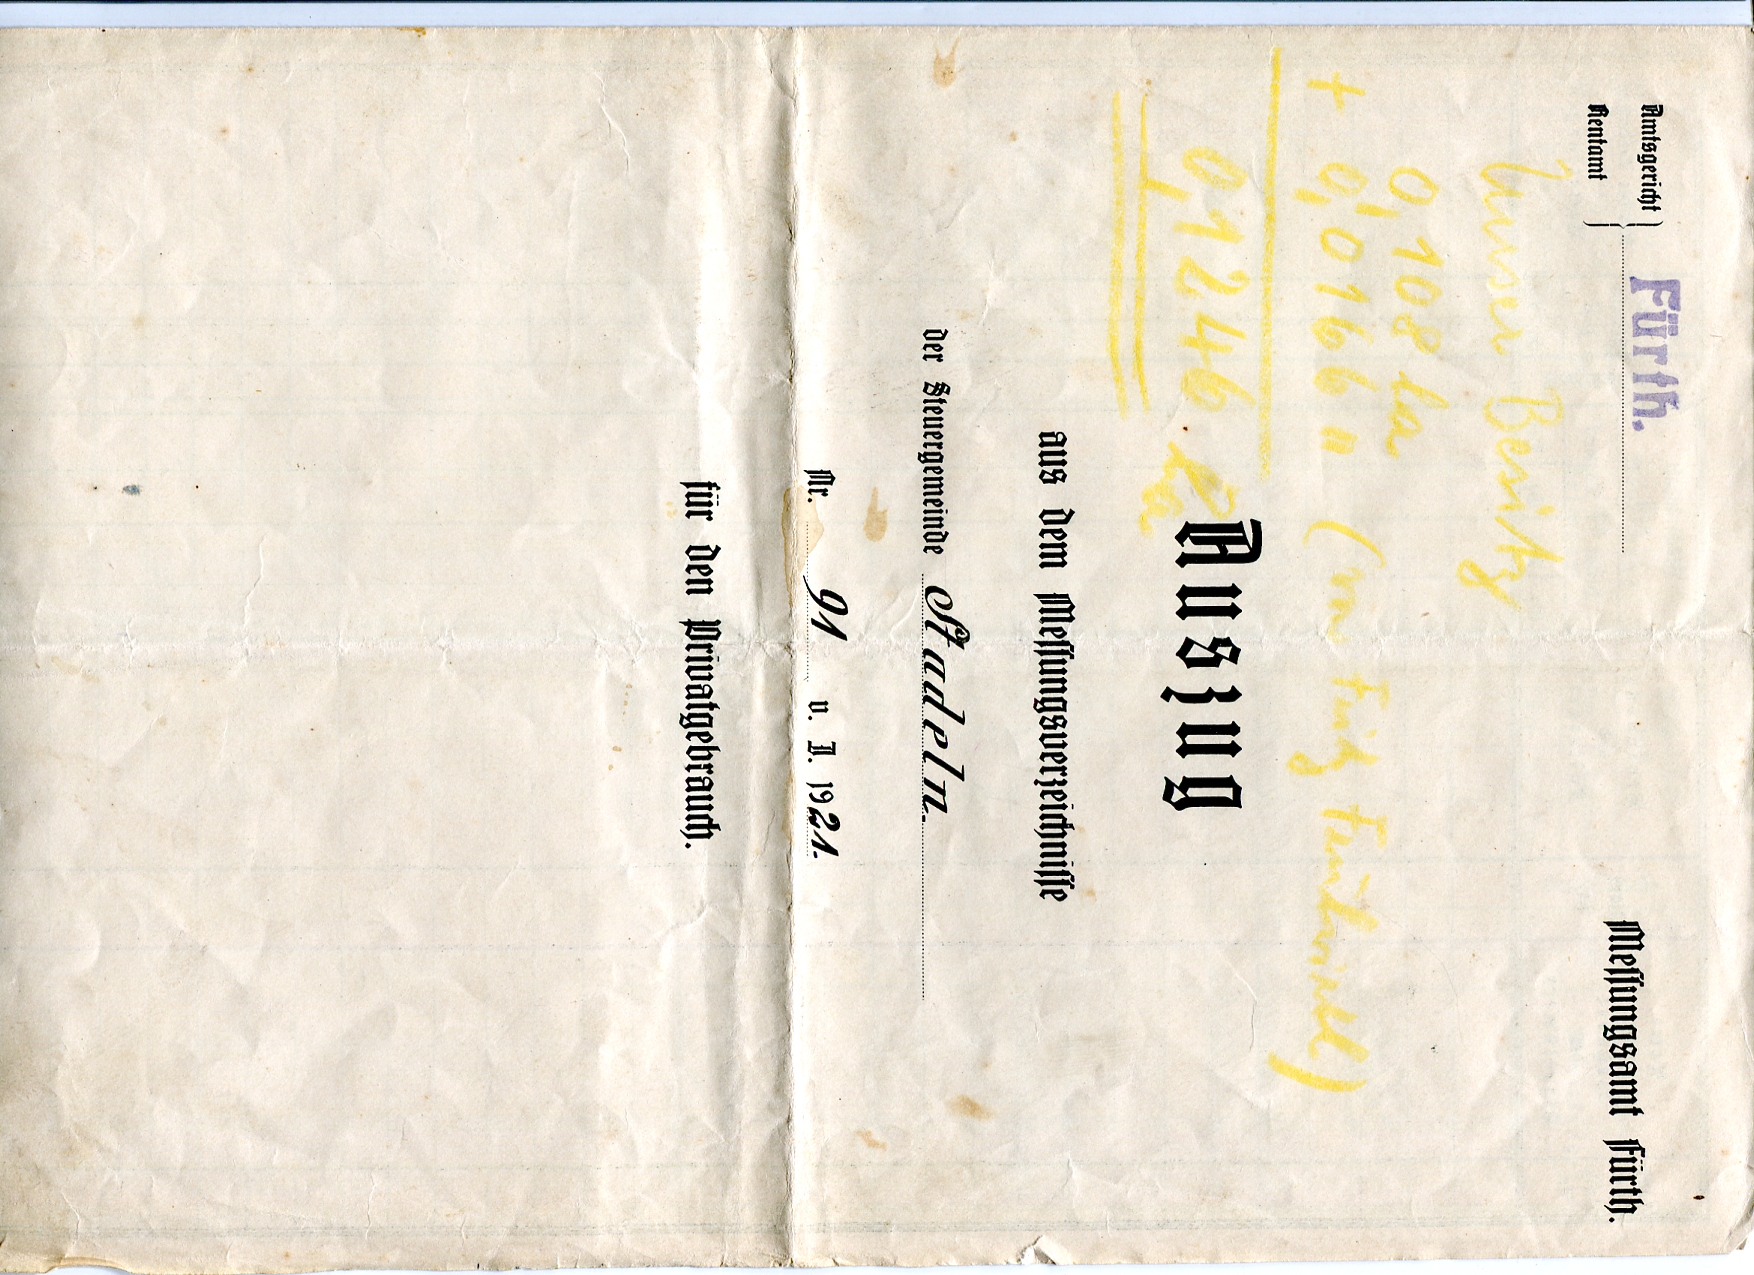 Amtsgericht
Rentamt
Fürth.
Messungsamt Fürth.
Unser Besitz
0,108 ha
+ 0,0166 " (von Fritz
0,1246 ha
Auszug
aus dem Messungsverzeichnisse
der Steuergemeinde Stadeln.
Nr. 91 v. J. 1921.
für den Privatgebrauch.